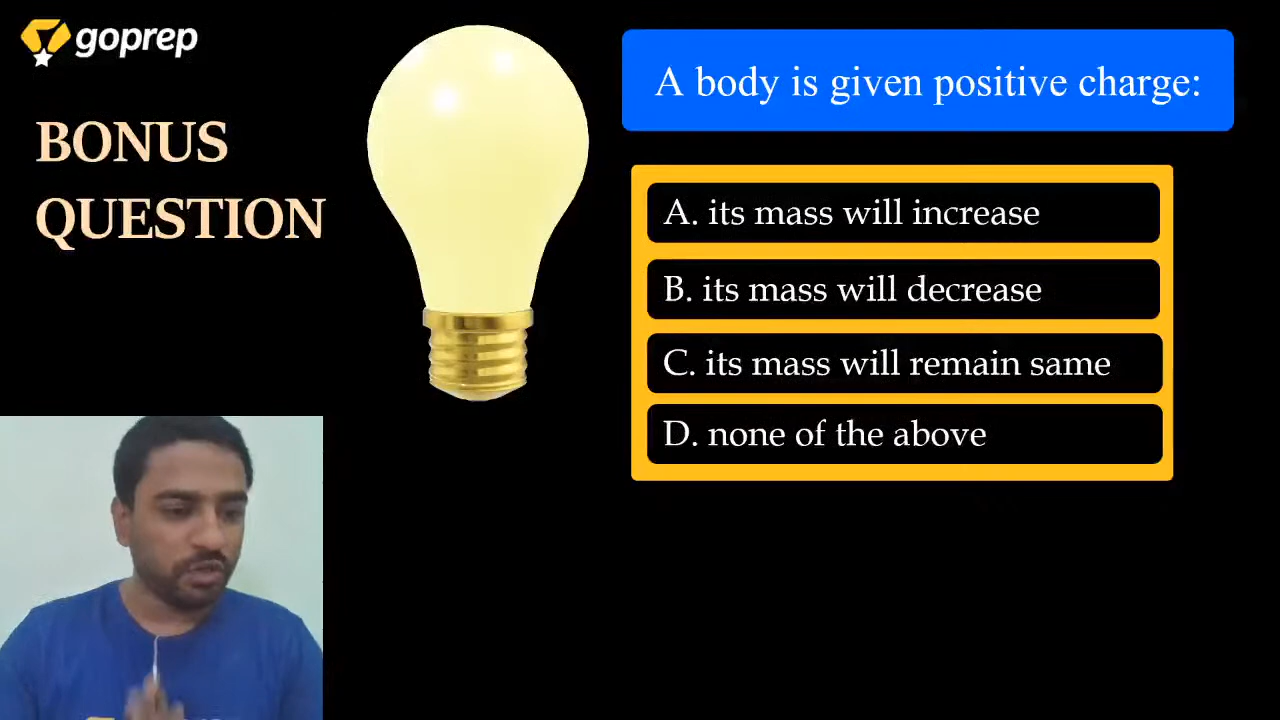 goprep
BONUS
QUESTION
A body is given positive charge:
A. its mass will increase
B. its mass will decrease
C. its mass will remain same
D. none of the above